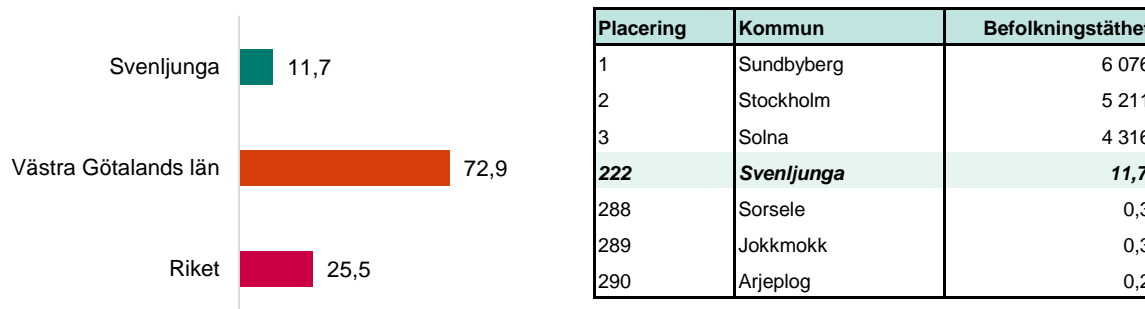 Svenljunga 11,7
Västra Götalands län 72,9
Riket 25,5
Placering Kommun Befolkningstäthet
1 Sundbyberg 6 076
2 Stockholm 5 211
3 Solna 4 316
222 Svenljunga 11,7
288 Sorsele 0,3
289 Jokkmokk 0,3
290 Arjeplog 0,2